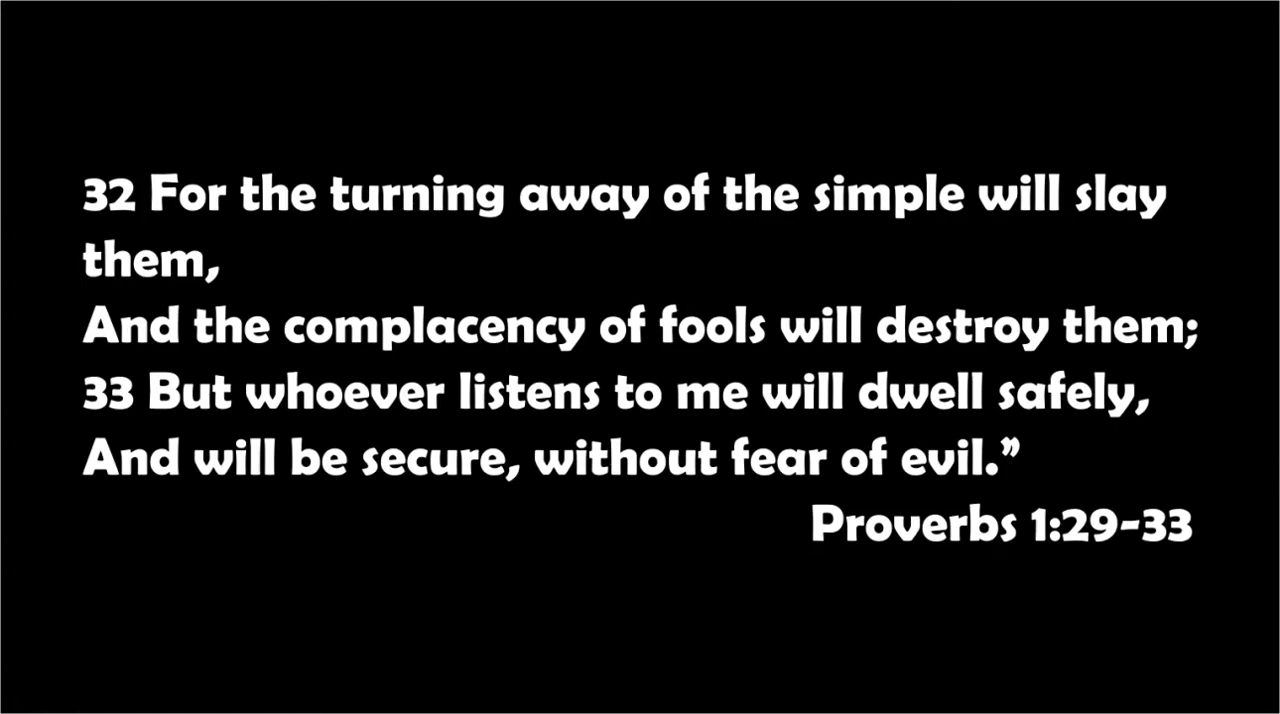 32 For the turning away of the simple will slay
them,
And the complacency of fools will destroy them;
33 But whoever listens to me will dwell safely,
And will be secure, without fear of evil.”
Proverbs 1:29-33